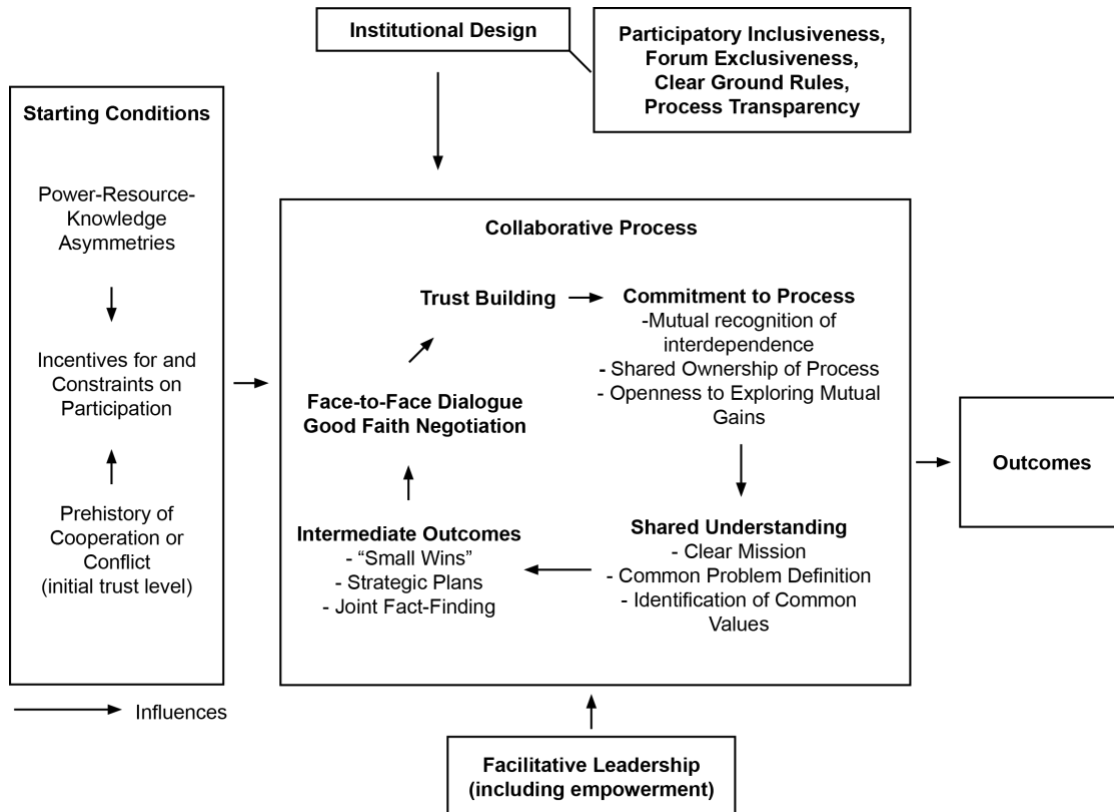 Institutional Design
Participatory Inclusiveness,
Forum Exclusiveness,
Clear Ground Rules,
Process Transparency
Starting Conditions
Power-Resource-
Knowledge
Asymmetries
Incentives for and
Constraints on
Participation
Prehistory of
Cooperation or
Conflict
(initial trust level)
Influences
Collaborative Process
Trust Building
Commitment to Process
-Mutual recognition of
interdependence
- Shared Ownership of Process
- Openness to Exploring Mutual
Gains
Face-to-Face Dialogue
Good Faith Negotiation
Intermediate Outcomes
- “Small Wins”
- Strategic Plans
- Joint Fact-Finding
Shared Understanding
- Clear Mission
- Common Problem Definition
- Identification of Common
Values
Outcomes
Facilitative Leadership
(including empowerment)